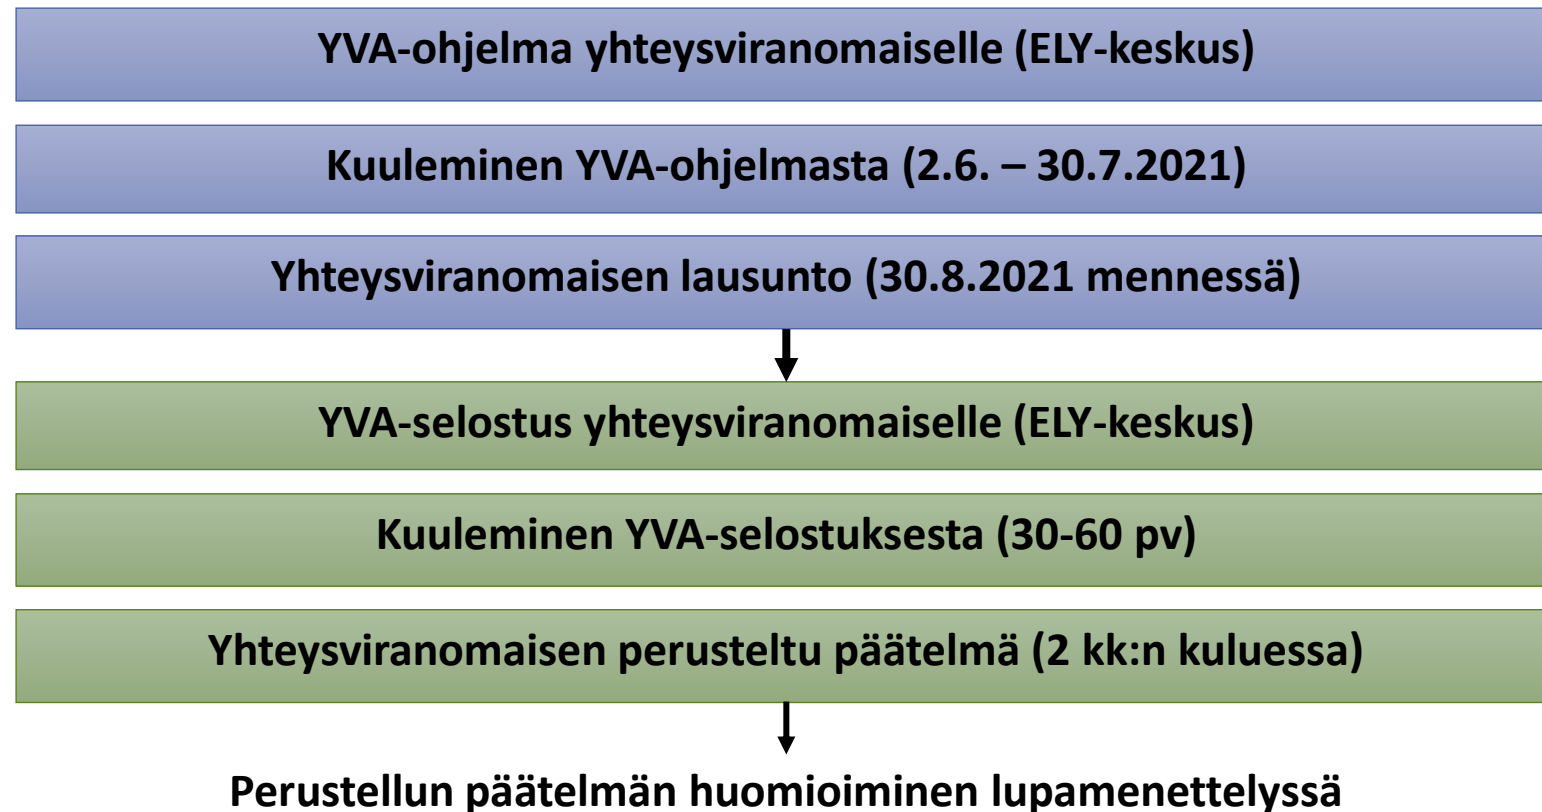 YVA-ohjelma yhteysviranomaiselle (ELY-keskus)
Kuuleminen YVA-ohjelmasta (2.6. – 30.7.2021)
Yhteysviranomaisen lausunto (30.8.2021 mennessä)
YVA-selostus yhteysviranomaiselle (ELY-keskus)
Kuuleminen YVA-selostuksesta (30-60 pv)
Yhteysviranomaisen perusteltu päätelmä (2 kk:n kuluessa)
Perustellun päätelmän huomioiminen lupamenettelyssä